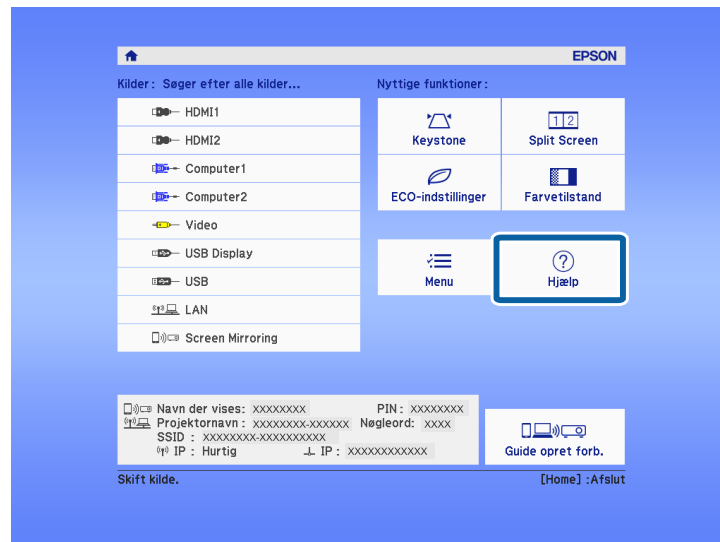 EPSON
Kilder: Søger efter alle kilder...
HDMI1
HDMI2
Computer1
Computer2
Video
USB Display
USB
LAN
Screen Mirroring
Nyttige funktioner:
Keystone
1 2
Split Screen
ECO-indstillinger
Farvetilstand
Menu
?
Hjælp
Navn der vises: XXXXXXXX PIN: XXXXXXXX
Projektornavn: XXXXXXXX-XXXXXX Nøgleord: XXXX
SSID : XXXXXXXX-XXXXXXXXXX
IP : Hurtig IP : XXXXXXXXXXXX
Guide opret forb.
Skift kilde. [Home] :Afslut